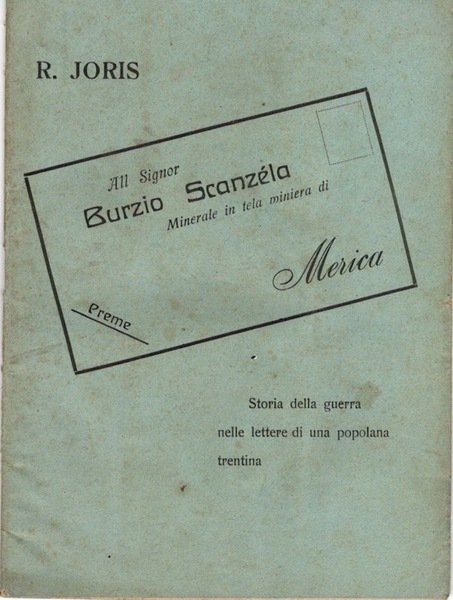 R. JORIS
All Signor
Burzio Scanzéla
Minerale in tela miniera di
Merica
Preme
Storia della guerra
nelle lettere di una popolana
trentina